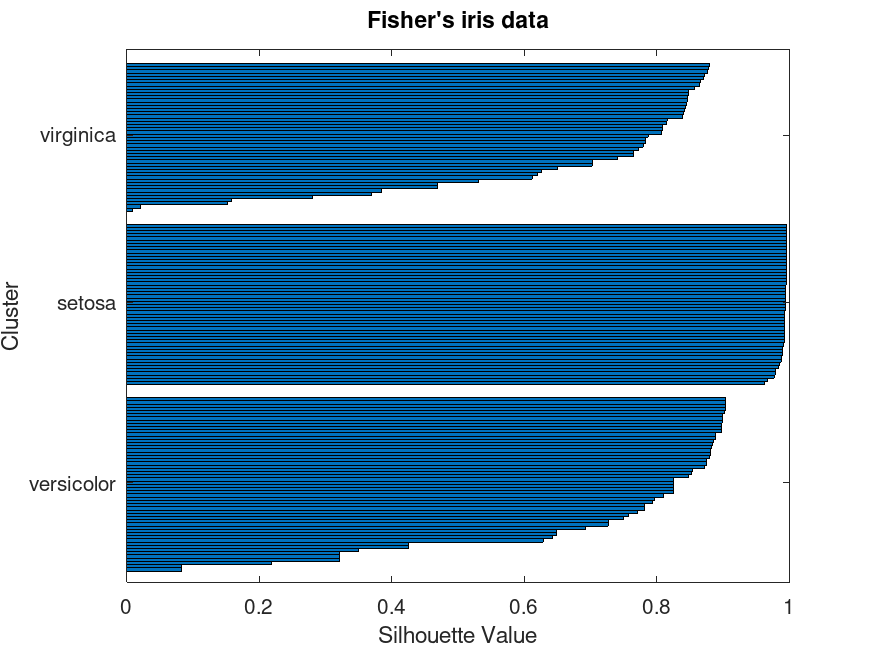 Fisher's iris data
Cluster
virginica
setosa
versicolor
0 0.2 0.4 0.6 0.8 1
Silhouette Value